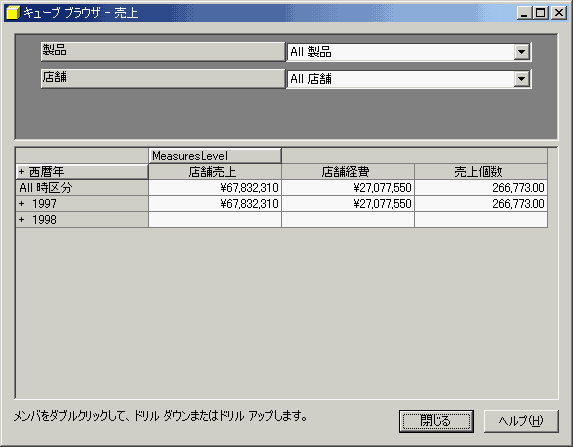 キューブ ブラウザ - 売上
製品 All 製品
店舗 All 店舗
MeasuresLevel
+ 西暦年 店舗売上 店舗経費 売上個数
All 時区分 ¥67,832,310 ¥27,077,550 266,773.00
+ 1997 ¥67,832,310 ¥27,077,550 266,773.00
+ 1998
メンバをダブルクリックして、ドリル ダウンまたはドリル アップします。 閉じる ヘルプ(H)